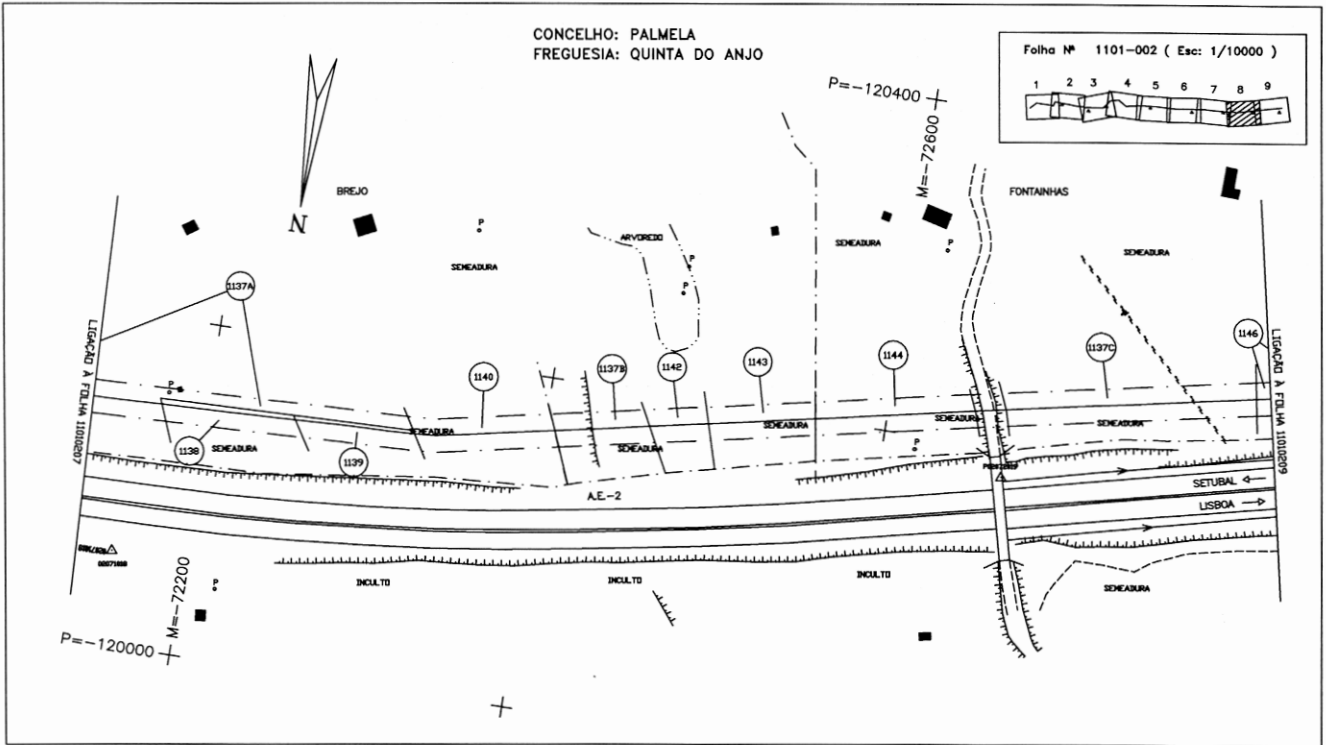 CONCELHO: PALMELA
FREGUESIA: QUINTA DO ANJO
Folha Nº 1101-002 ( Esc: 1/10000 )
1 2 3 4 5 6 7 8 9
P=-120400
M=-72600
N
BREJO
FONTAINHAS
P
ARVOREDO
SEMEADURA
P
SEMEADURA
SEMEADURA
P
P
1137A
LIGAÇÃO À FOLHA 11010207
LIGAÇÃO À FOLHA 11010209
P
1140
1137B
1142
1143
1144
1137C
1146
SEMEADURA
SEMEADURA
SEMEADURA
SEMEADURA
SEMEADURA
SEMEADURA
P
1138
1139
A.E.-2
SETUBAL
LISBOA
P
INCULTO
INCULTO
INCULTO
SEMEADURA
M=-72200
P=-120000